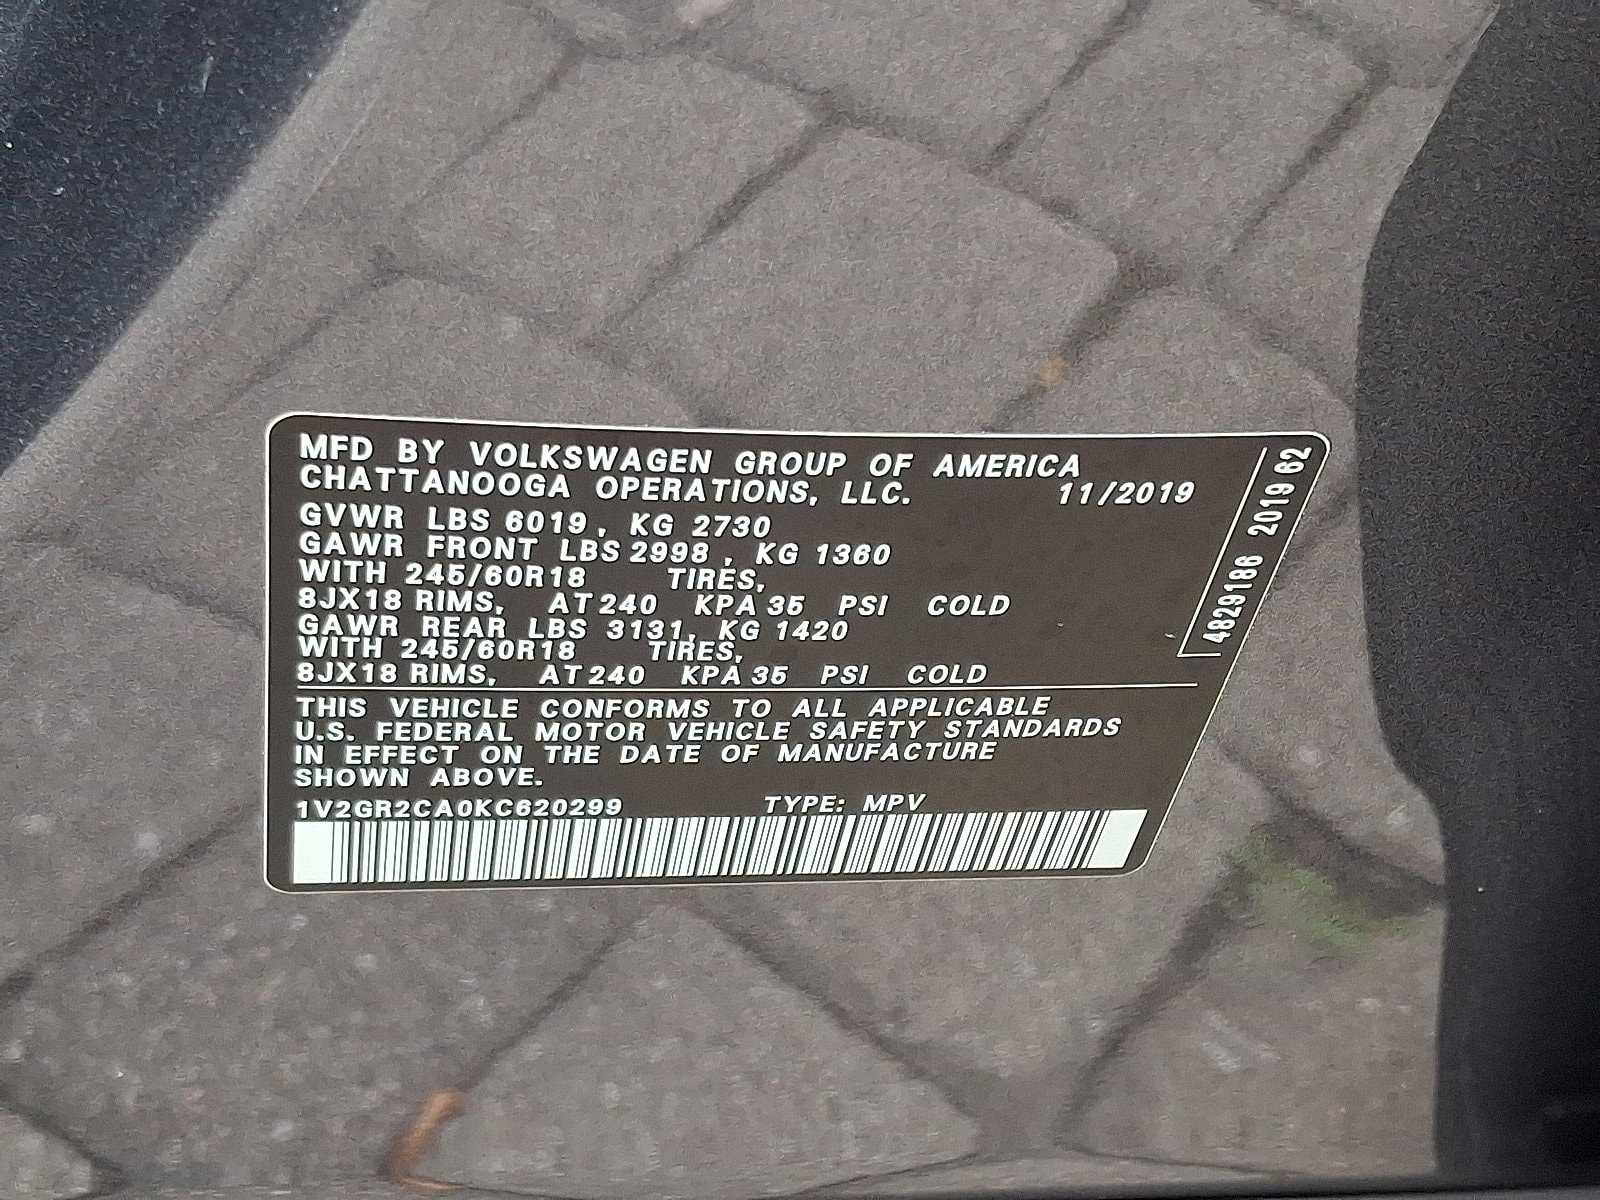 MFD BY VOLKSWAGEN GROUP OF AMERICA
CHATTANOOGA OPERATIONS, LLC. 11/2019
GVWR LBS 6019, KG 2730
GAWR FRONT LBS 2998, KG 1360
WITH 245/60R18 TIRES,
8JX18 RIMS, AT 240 KPA 35 PSI COLD
GAWR REAR LBS 3131, KG 1420
WITH 245/60R18 TIRES,
8JX18 RIMS, AT 240 KPA 35 PSI COLD
THIS VEHICLE CONFORMS TO ALL APPLICABLE
U.S. FEDERAL MOTOR VEHICLE SAFETY STANDARDS
IN EFFECT ON THE DATE OF MANUFACTURE
SHOWN ABOVE.
1V2GR2CA0KC620299 TYPE: MPV
4829186 2019 62